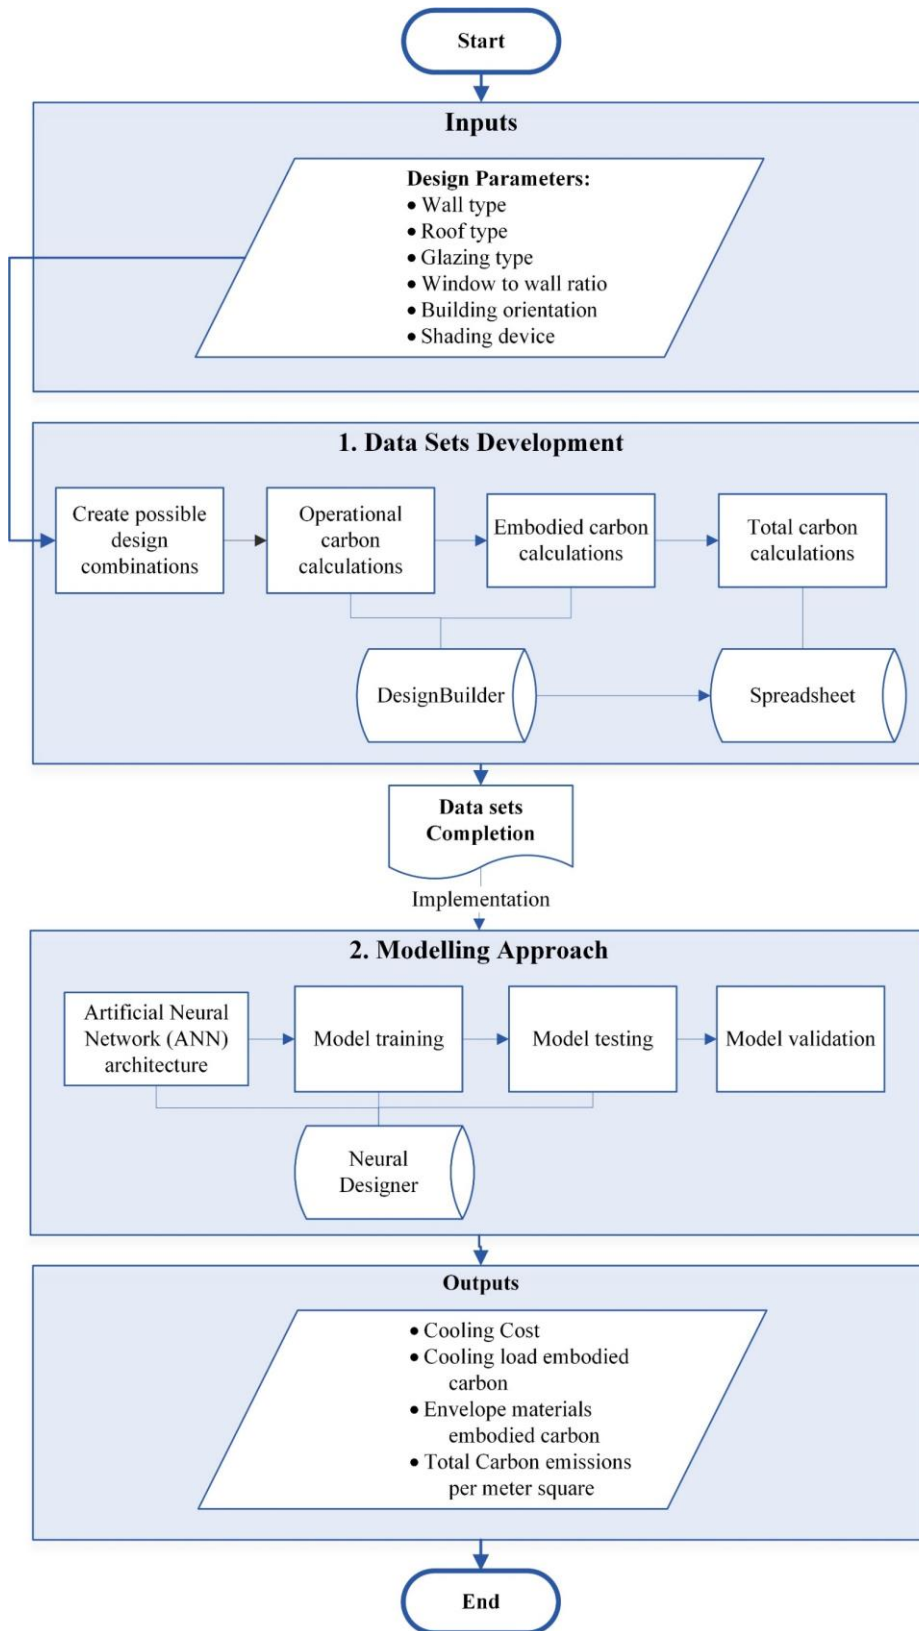 Start
Inputs
Design Parameters:
• Wall type
• Roof type
• Glazing type
• Window to wall ratio
• Building orientation
• Shading device
1. Data Sets Development
Create possible
design
combinations
Operational
carbon
calculations
Embodied carbon
calculations
Total carbon
calculations
DesignBuilder
Spreadsheet
Data sets
Completion
Implementation
2. Modelling Approach
Artificial Neural
Network (ANN)
architecture
Model training
Model testing
Model validation
Neural
Designer
Outputs
• Cooling Cost
• Cooling load embodied
carbon
• Envelope materials
embodied carbon
• Total Carbon emissions
per meter square
End